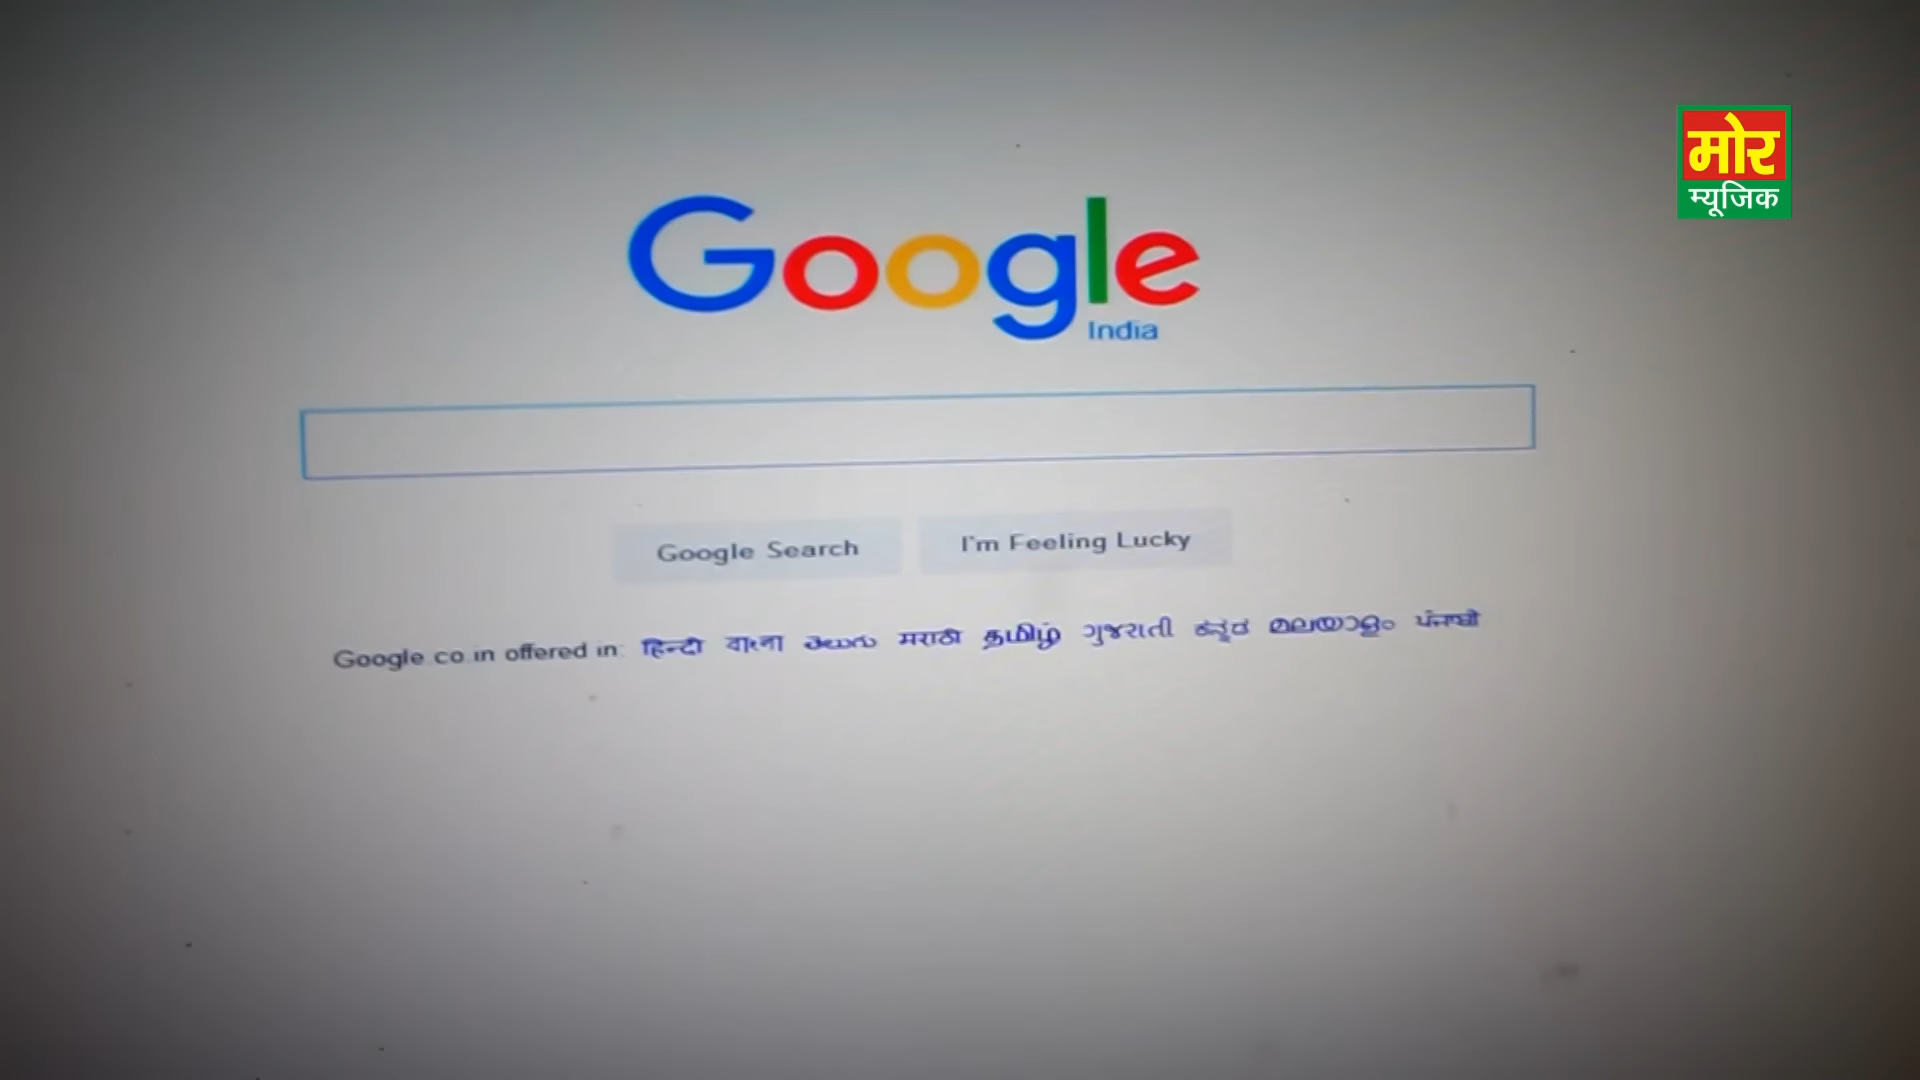 मोर
म्यूजिक
Google
India
Google Search
I'm Feeling Lucky
Google.co.in offered in: हिन्दी বাংলা తెలుగు मराठी தமிழ் ગુજરાતી ಕನ್ನಡ മലയാളം ਪੰਜਾਬੀ